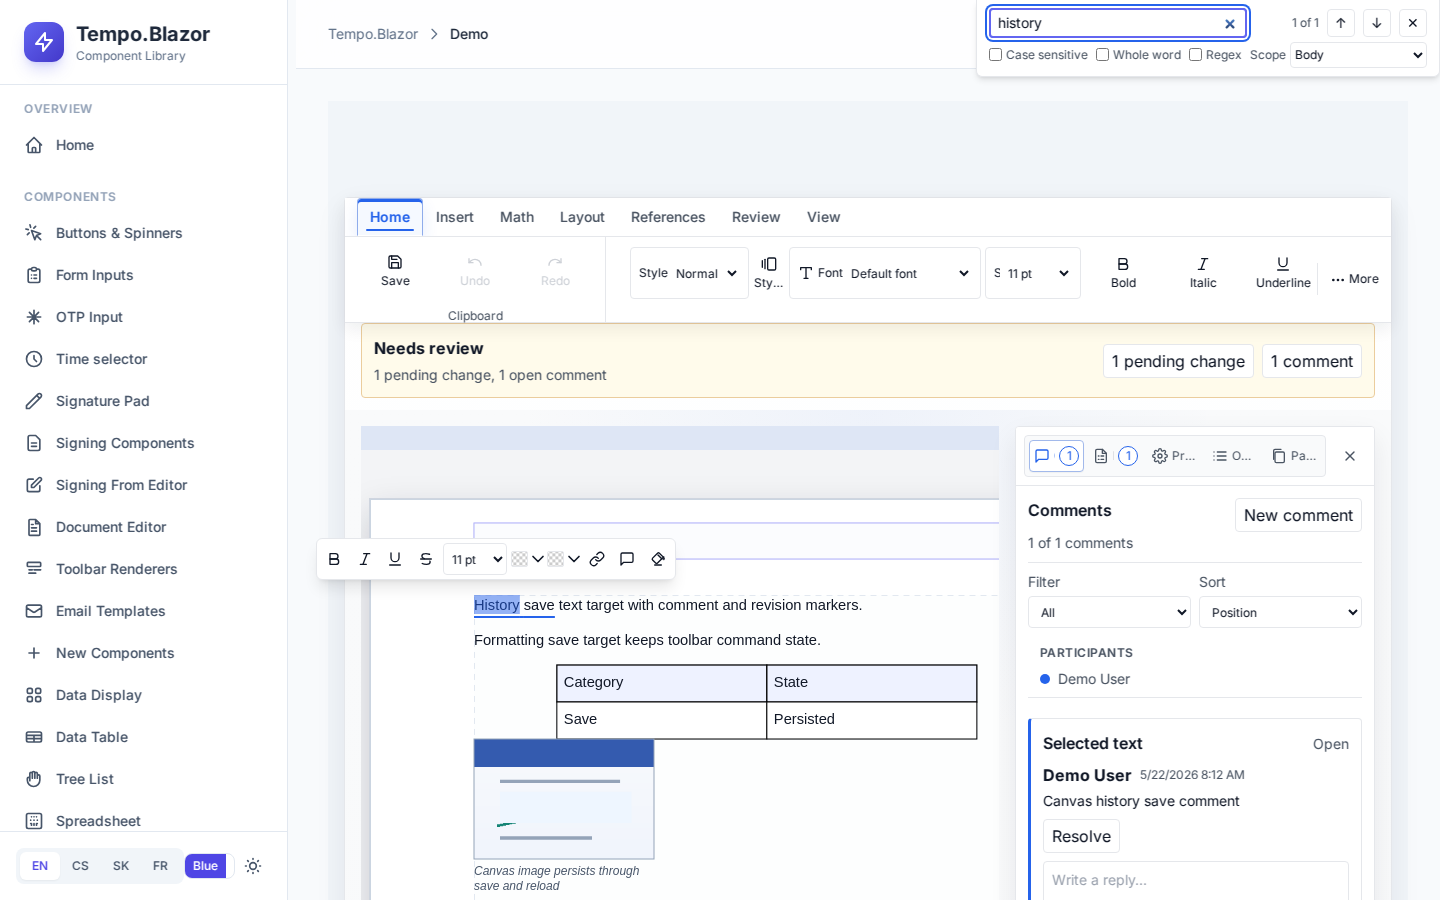 Tempo.Blazor
Component Library
OVERVIEW
Home
COMPONENTS
Buttons & Spinners
Form Inputs
OTP Input
Time selector
Signature Pad
Signing Components
Signing From Editor
Document Editor
Toolbar Renderers
Email Templates
New Components
Data Display
Data Table
Tree List
Spreadsheet
EN CS SK FR Blue
Tempo.Blazor > Demo
history 1 of 1
Case sensitive Whole word Regex Scope Body
Home Insert Math Layout References Review View
Save Undo Redo
Clipboard
Style Normal Sty... Font Default font S 11 pt Bold Italic Underline ... More
Needs review
1 pending change, 1 open comment
1 pending change 1 comment
B I U S 11 pt
History save text target with comment and revision markers.
Formatting save target keeps toolbar command state.
Category State
Save Persisted
Canvas image persists through
save and reload
1 1 Pr... O... Pa...
Comments New comment
1 of 1 comments
Filter Sort
All Position
PARTICIPANTS
Demo User
Selected text Open
Demo User 5/22/2026 8:12 AM
Canvas history save comment
Resolve
Write a reply...